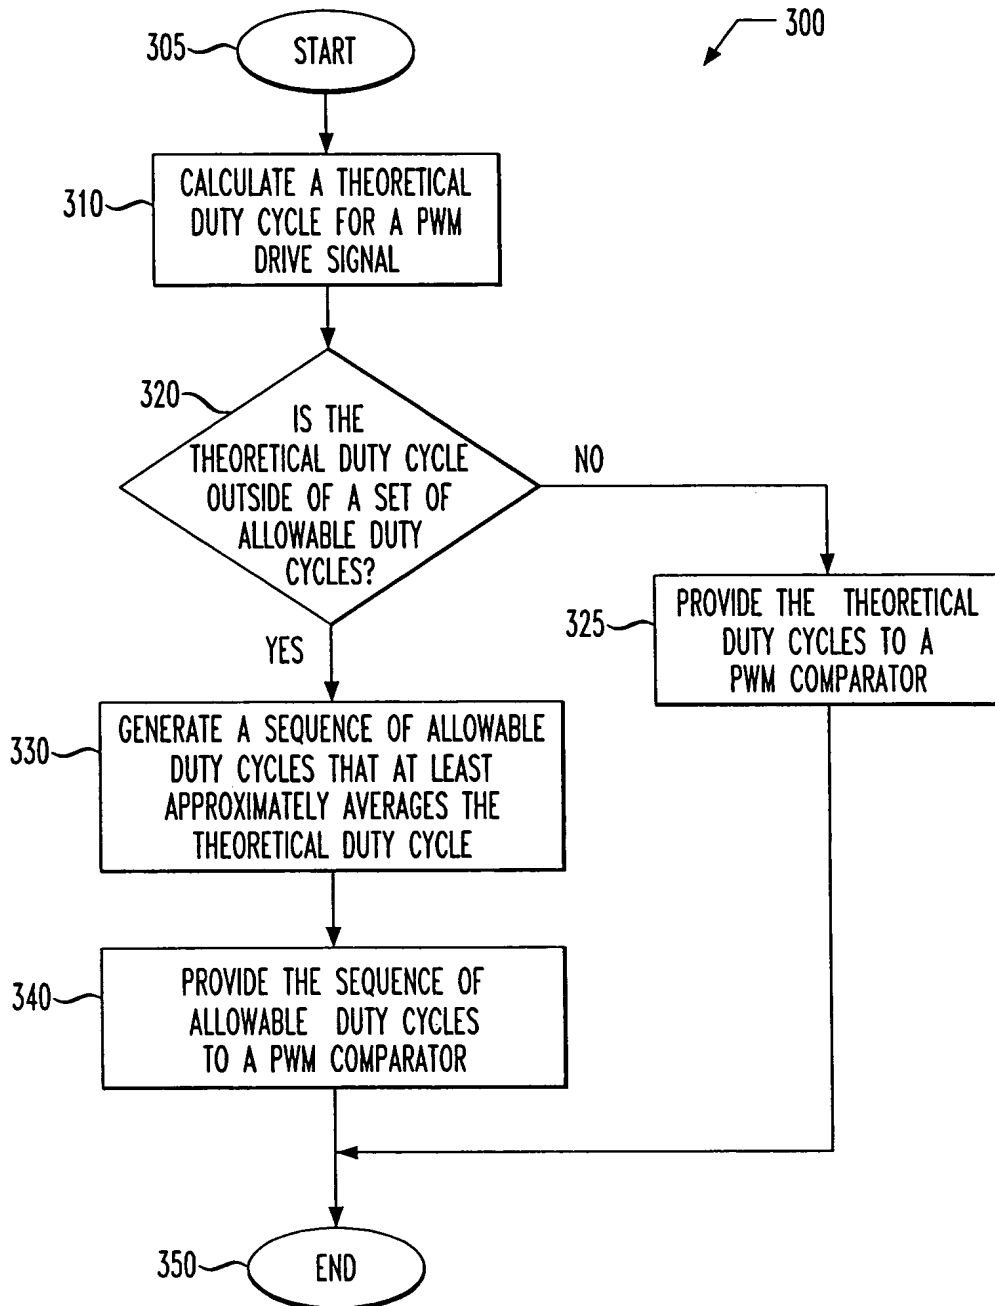 300
305
START
310
CALCULATE A THEORETICAL
DUTY CYCLE FOR A PWM
DRIVE SIGNAL
320
IS THE
THEORETICAL DUTY CYCLE
OUTSIDE OF A SET OF
ALLOWABLE DUTY
CYCLES?
NO
YES
325
PROVIDE THE THEORETICAL
DUTY CYCLES TO A
PWM COMPARATOR
330
GENERATE A SEQUENCE OF ALLOWABLE
DUTY CYCLES THAT AT LEAST
APPROXIMATELY AVERAGES THE
THEORETICAL DUTY CYCLE
340
PROVIDE THE SEQUENCE OF
ALLOWABLE DUTY CYCLES
TO A PWM COMPARATOR
350
END